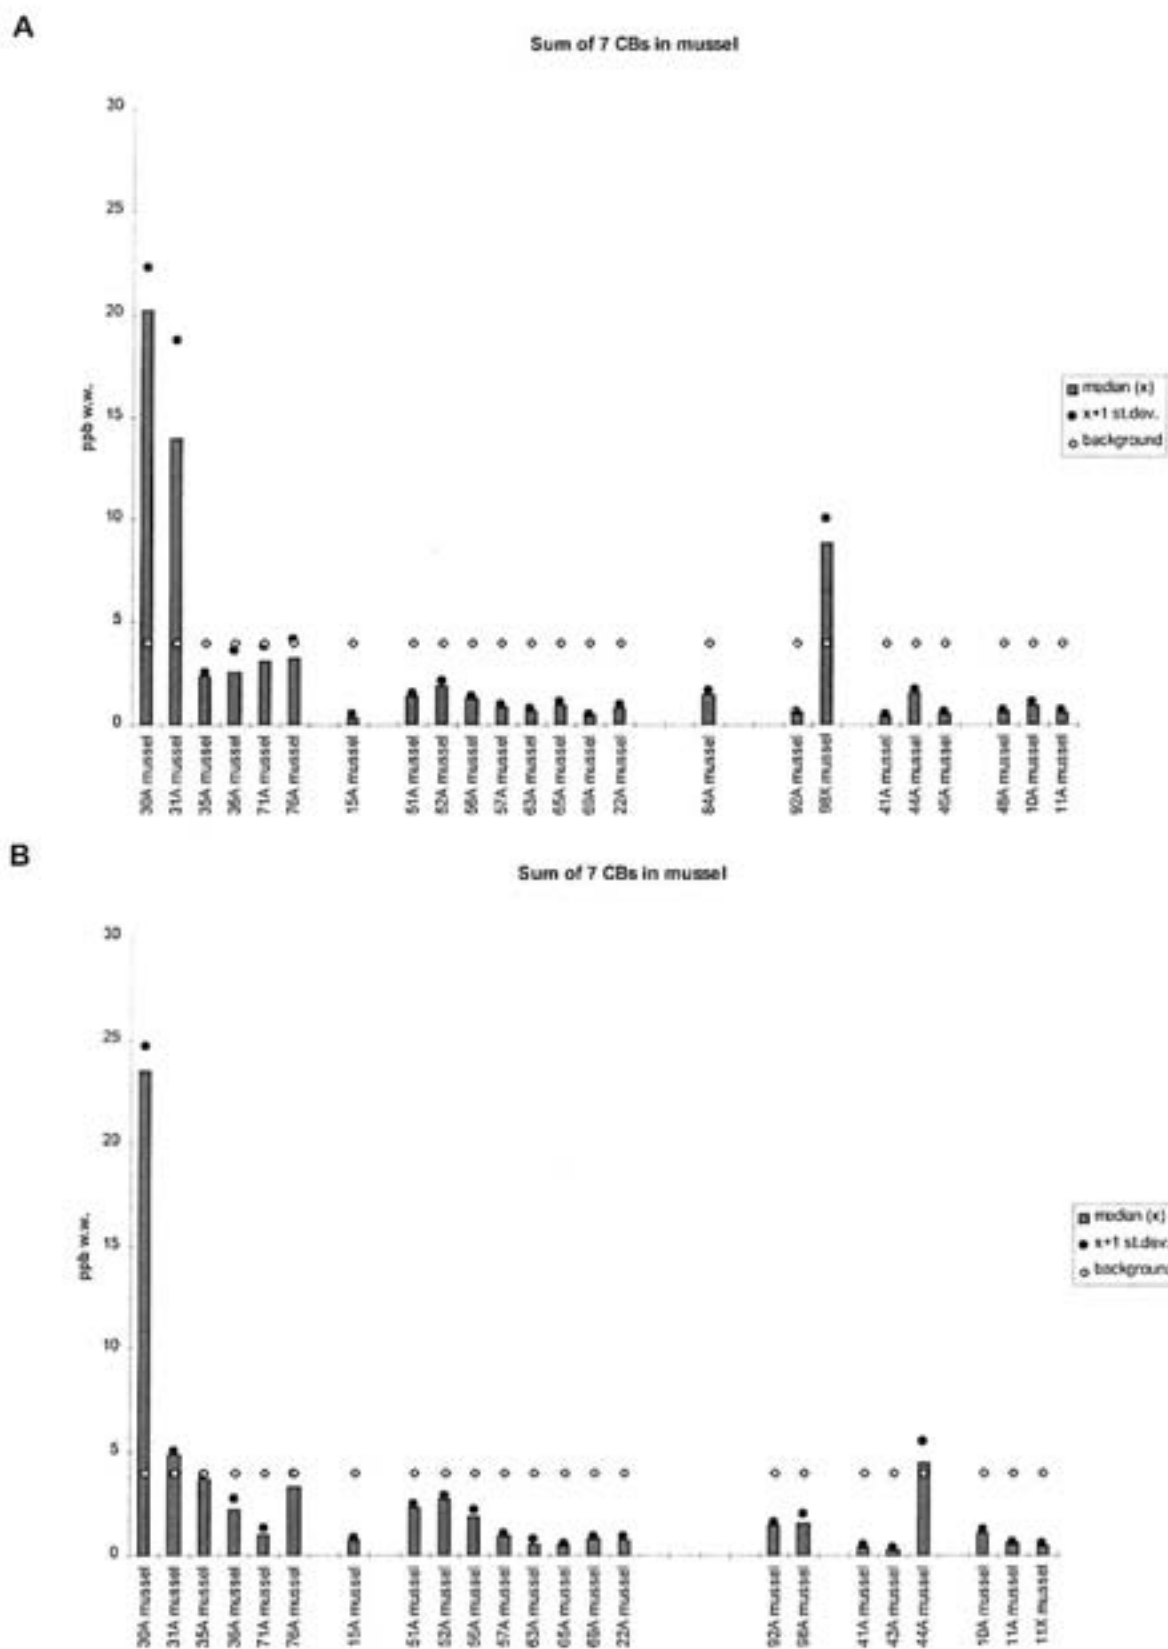 A
Sum of 7 CBs in mussel
30
25
20
15
10
5
0
ppb w.w.
median (x)
x+1 st.dev.
background
30A mussel
31A mussel
35A mussel
36A mussel
71A mussel
76A mussel
15A mussel
51A mussel
52A mussel
56A mussel
57A mussel
63A mussel
65A mussel
69A mussel
22A mussel
84A mussel
92A mussel
98X mussel
41A mussel
44A mussel
46A mussel
48A mussel
10A mussel
11A mussel
B
Sum of 7 CBs in mussel
30
25
20
15
10
5
0
ppb w.w.
median (x)
x+1 st.dev.
background
30A mussel
31A mussel
35A mussel
36A mussel
71A mussel
76A mussel
15A mussel
51A mussel
52A mussel
56A mussel
57A mussel
63A mussel
65A mussel
69A mussel
22A mussel
92A mussel
98A mussel
41A mussel
43A mussel
44A mussel
10A mussel
11A mussel
11X mussel